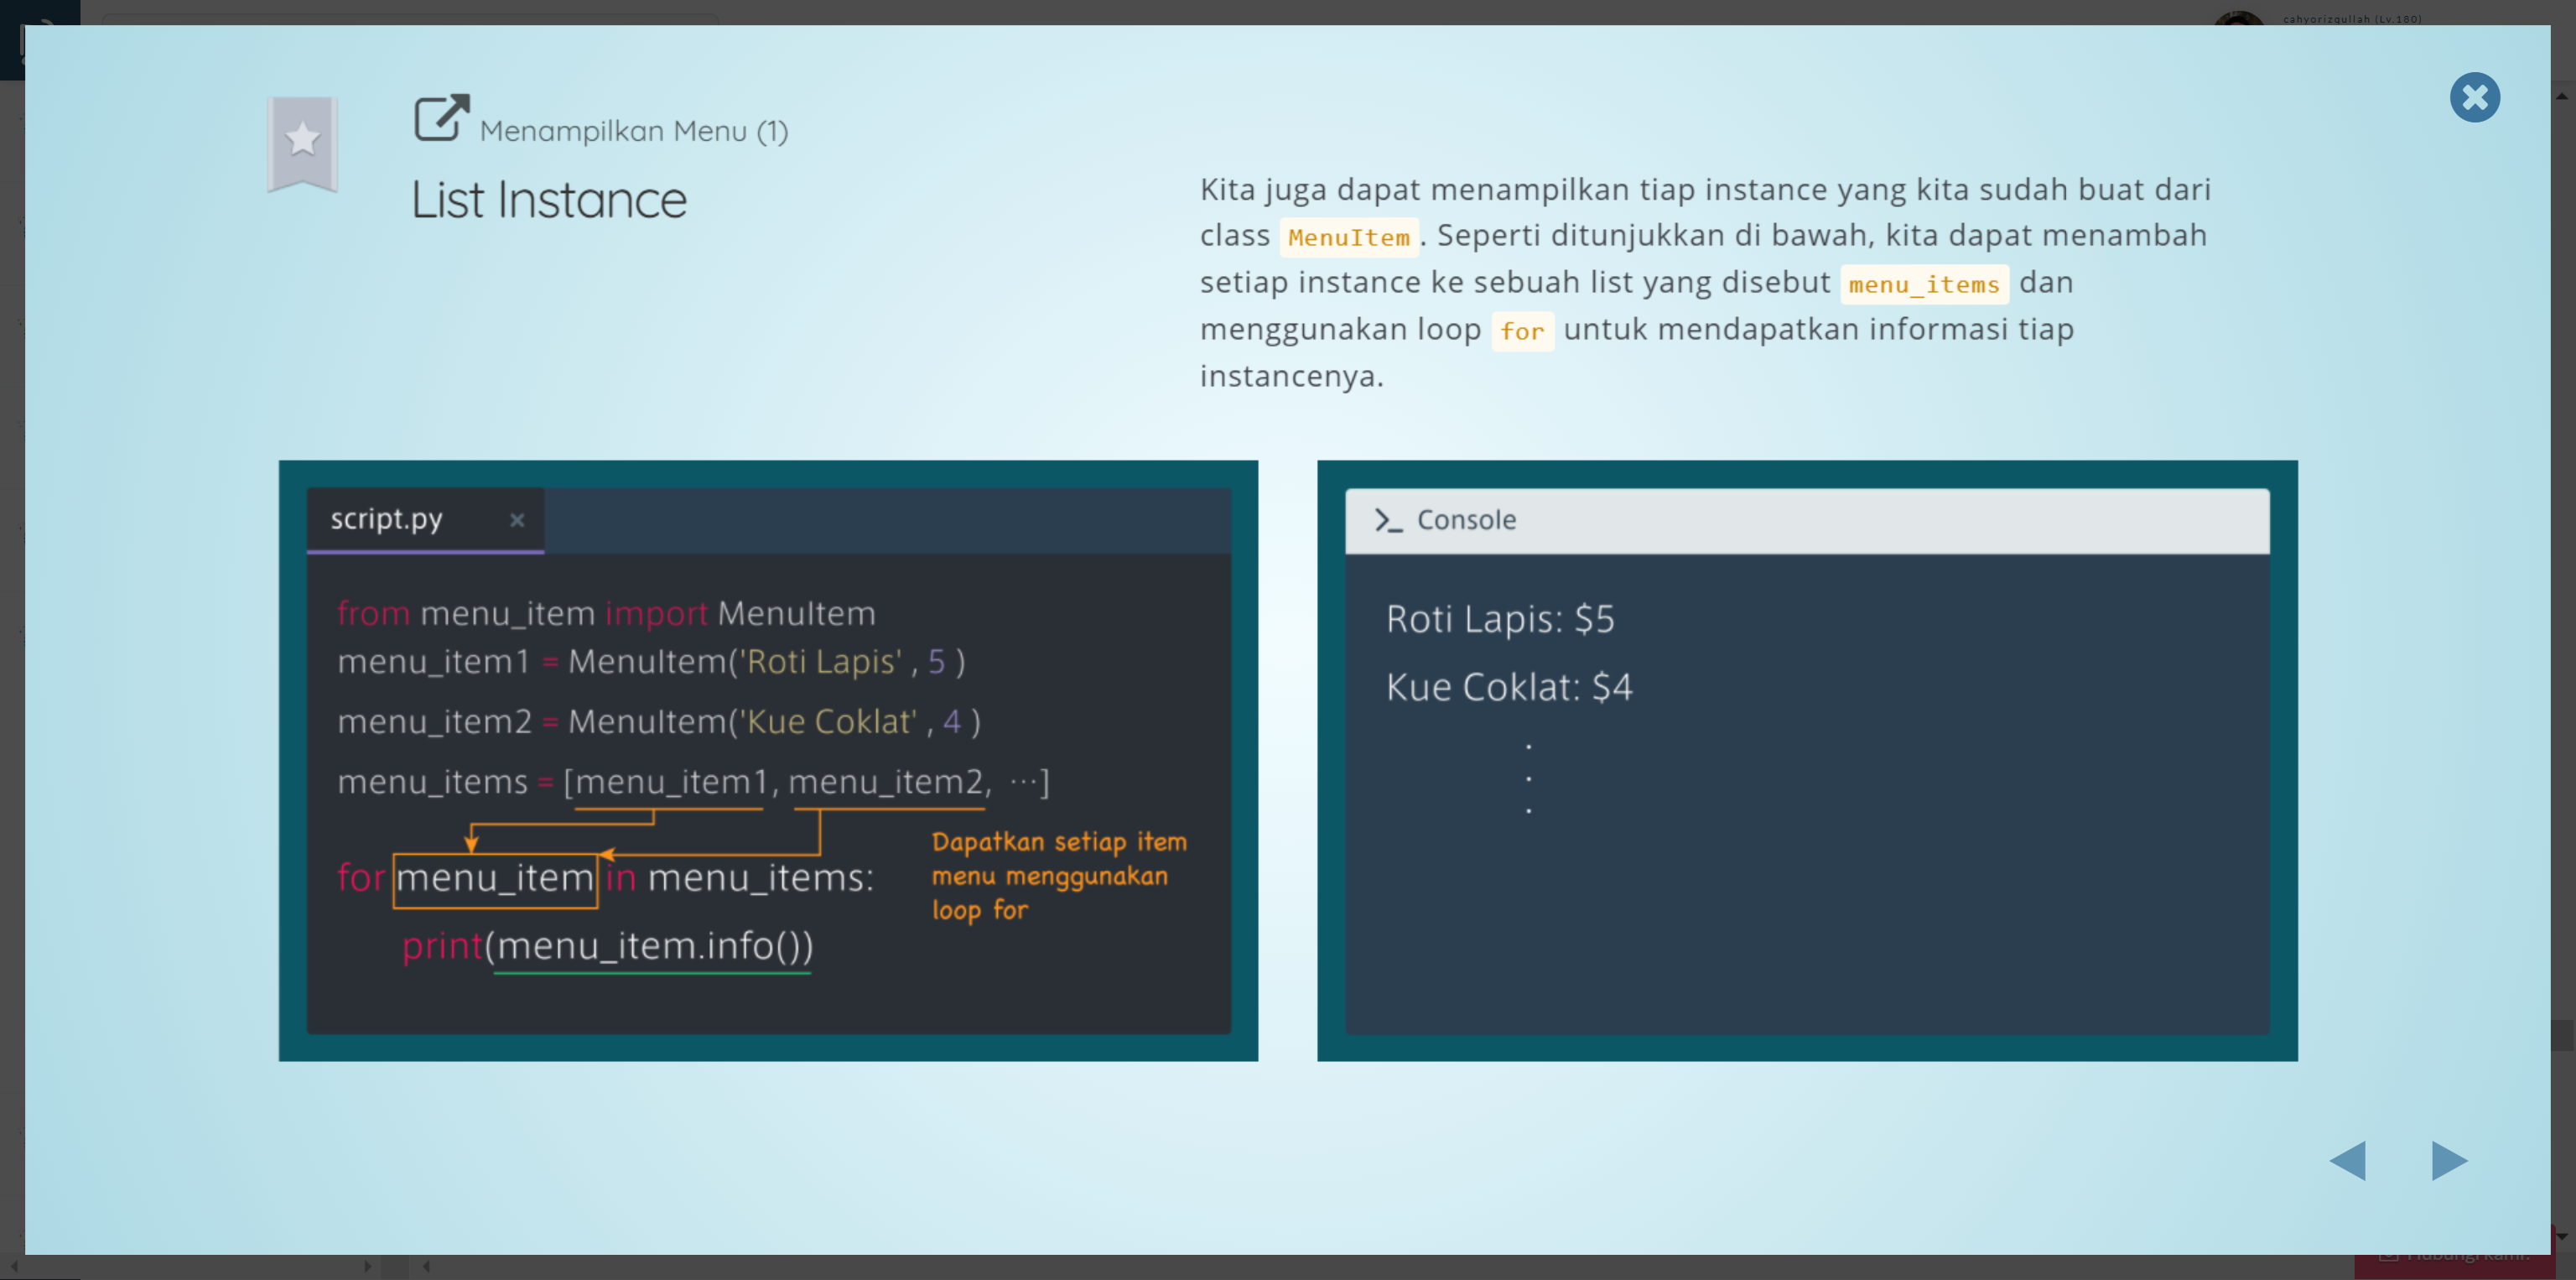 cahyorizqullah (Lv.180)
Menampilkan Menu (1)
List Instance
Kita juga dapat menampilkan tiap instance yang kita sudah buat dari
class MenuItem. Seperti ditunjukkan di bawah, kita dapat menambah
setiap instance ke sebuah list yang disebut menu_items dan
menggunakan loop for untuk mendapatkan informasi tiap
instancenya.
script.py ×
from menu_item import MenuItem
menu_item1 = MenuItem('Roti Lapis' , 5 )
menu_item2 = MenuItem('Kue Coklat' , 4 )
menu_items = [menu_item1, menu_item2, ···]
for menu_item in menu_items:
print(menu_item.info())
Dapatkan setiap item
menu menggunakan
loop for
>_ Console
Roti Lapis: $5
Kue Coklat: $4
.
.
.